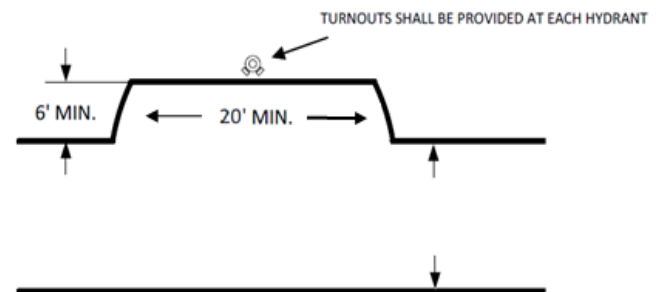 TURNOUTS SHALL BE PROVIDED AT EACH HYDRANT
6' MIN.
20' MIN.